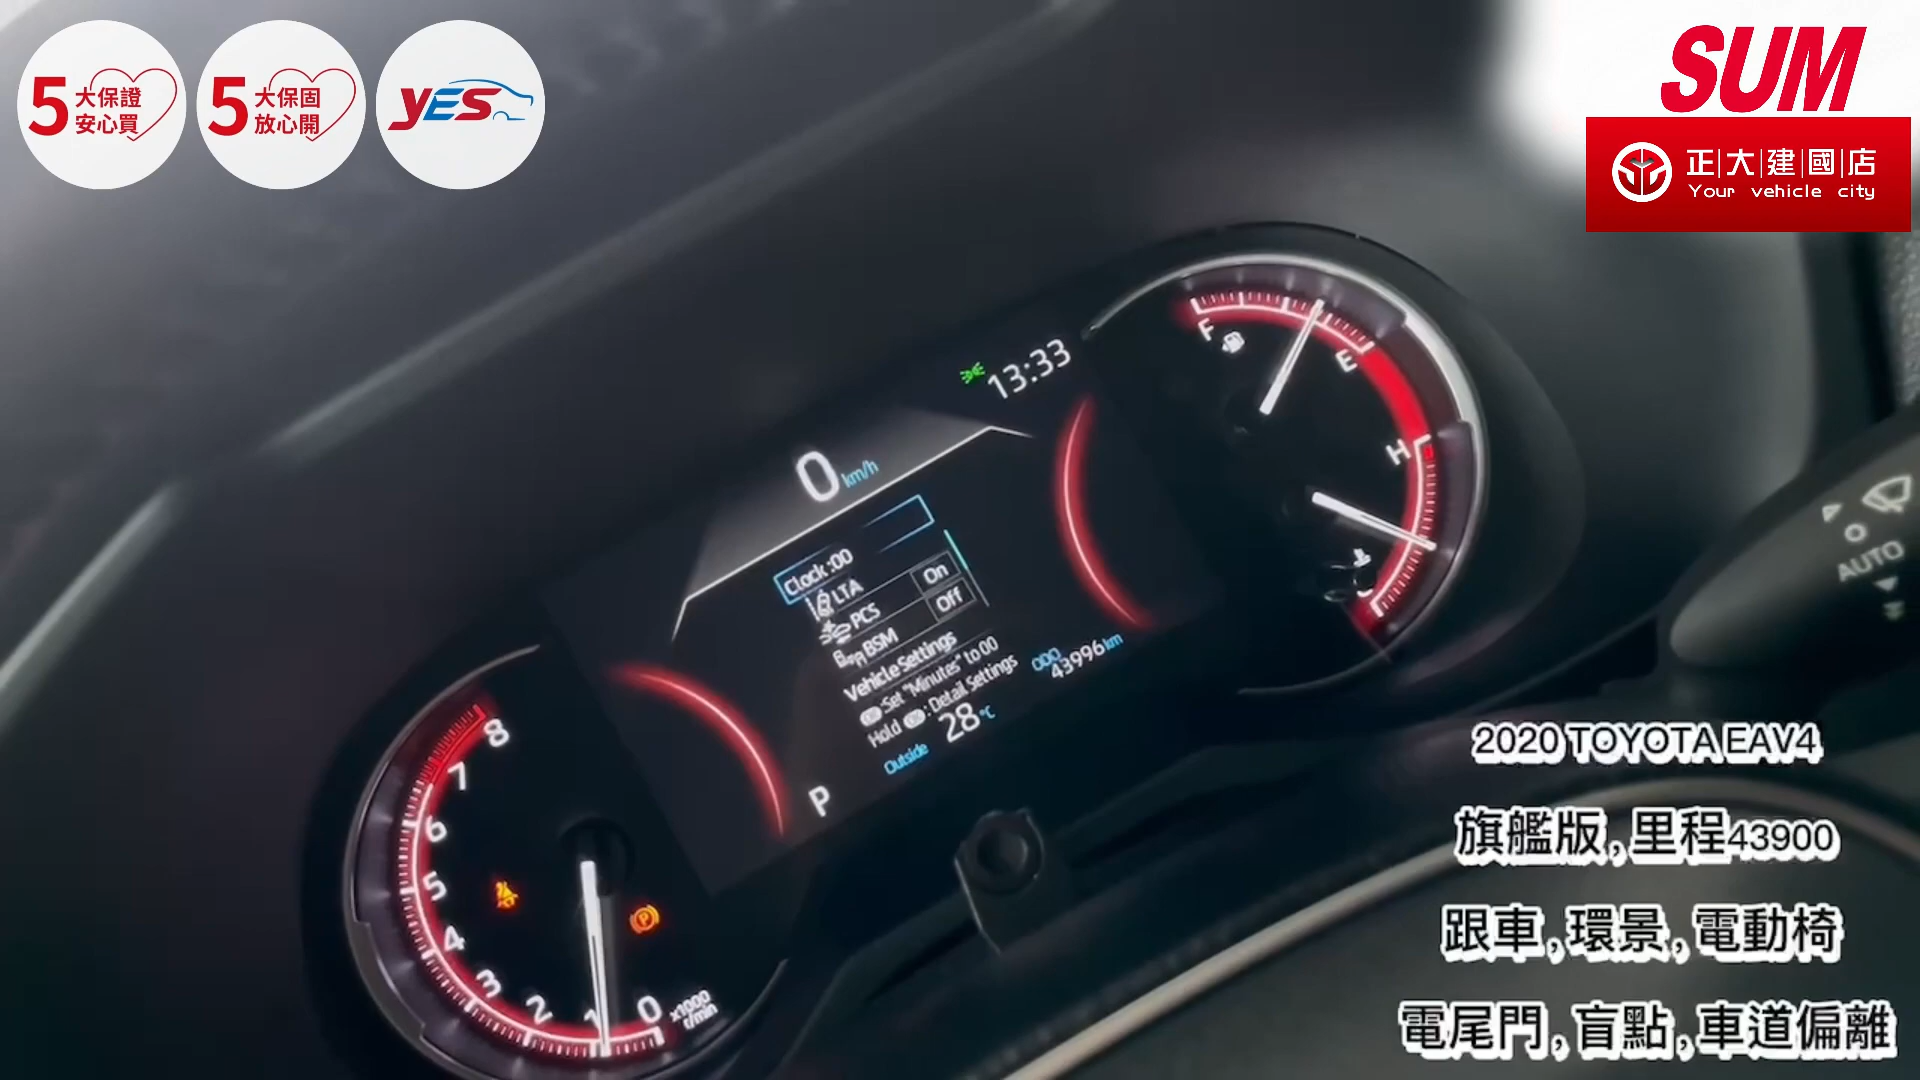 5大保證
安心買
5大保固
放心開
YES
SUM
正|大|建|國|店
Your vehicle city
13:33
0 km/h
Clock :00
LTA On
PCS Off
BSM
Vehicle Settings
OK :Set "Minutes" to 00
Hold OK : Detail Settings
ODO
43996 km
Outside 28°C
P
F
E
H
C
8
7
6
5
4
3
2
1
0
x1000
r/min
AUTO
2020 TOYOTA EAV4
旗艦版,里程43900
跟車,環景,電動椅
電尾門,盲點,車道偏離